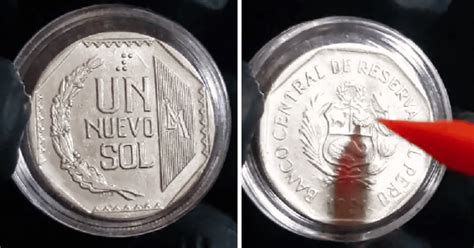 UN
NUEVO
SOL
BANCO CENTRAL DE RESERVA
PERU